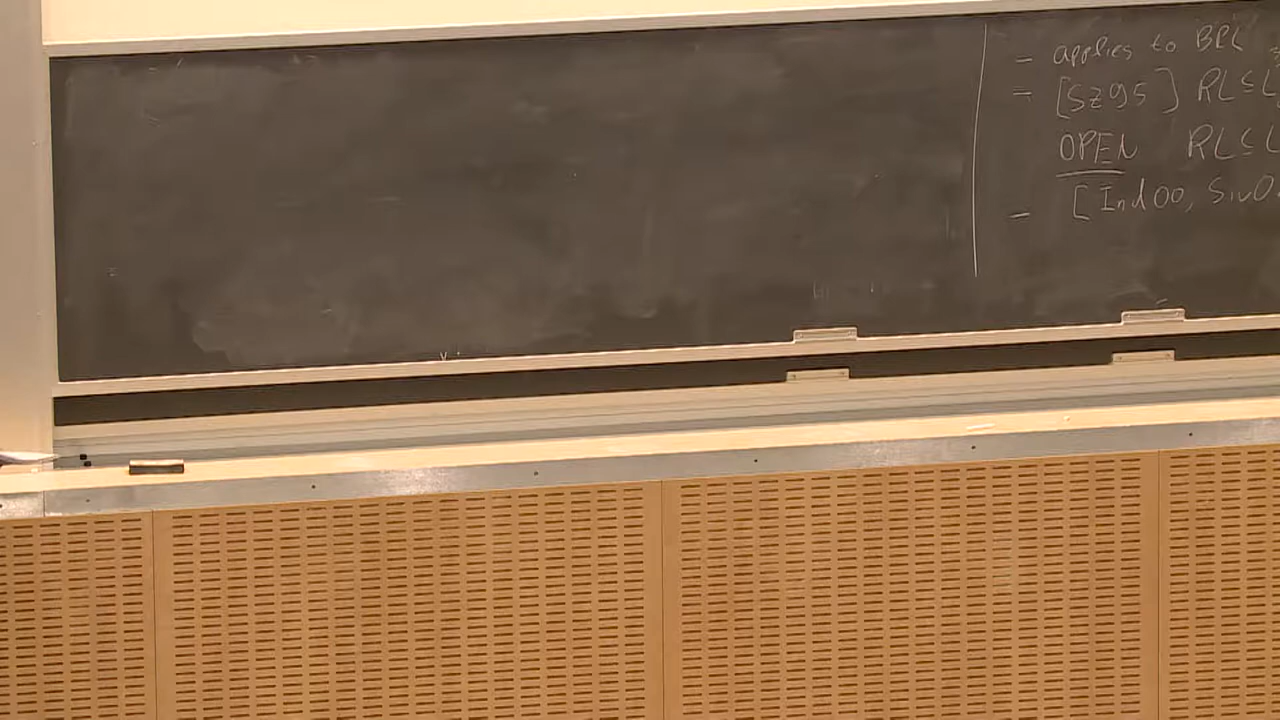 - applies to BPL
= [SZ95] RL ⊆ L
OPEN RL ⊆ L
- [Ind00, Siv0